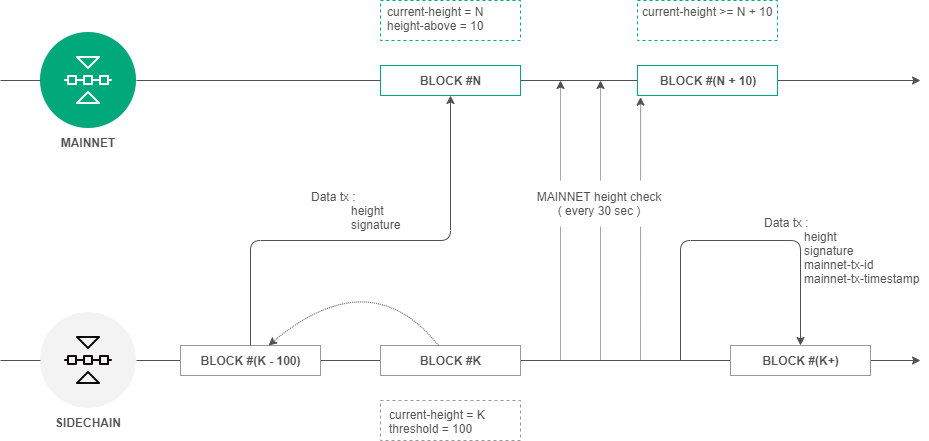 current-height = N
height-above = 10
current-height >= N + 10
BLOCK #N
BLOCK #(N + 10)
MAINNET
Data tx :
height
signature
MAINNET height check
( every 30 sec )
Data tx :
height
signature
mainnet-tx-id
mainnet-tx-timestamp
BLOCK #(K - 100)
BLOCK #K
BLOCK #(K+)
SIDECHAIN
current-height = K
threshold = 100